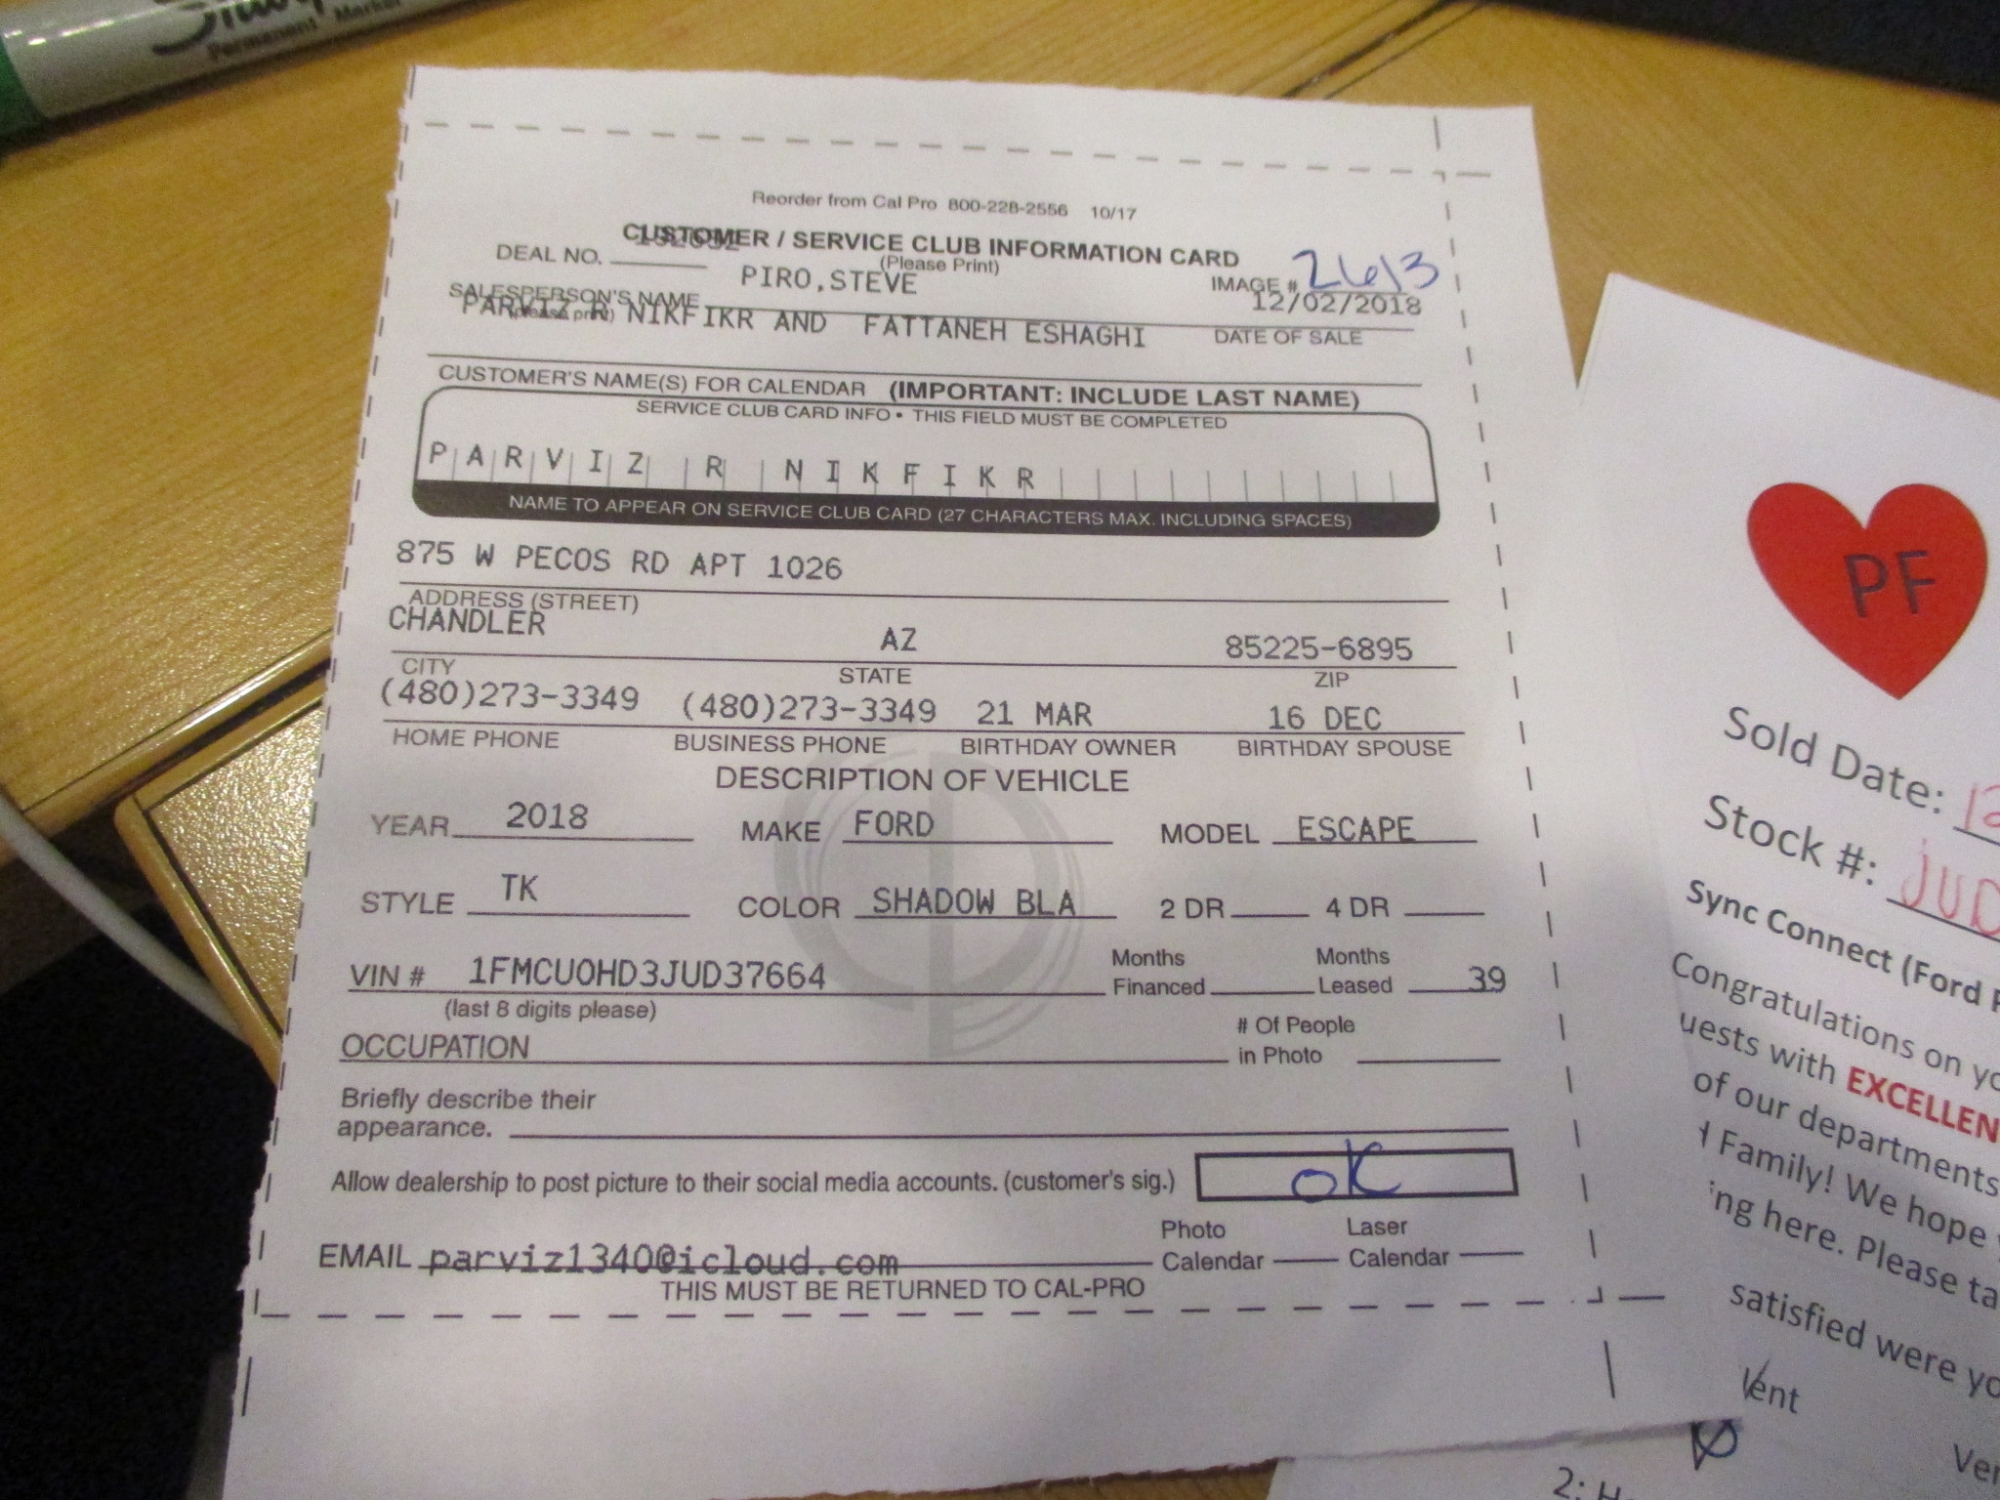 Permanent Marker
Reorder from Cal Pro 800-228-2556 10/17
CUSTOMER / SERVICE CLUB INFORMATION CARD
(Please Print)
DEAL NO.
IMAGE # 2613
PIRO,STEVE
12/02/2018
SALESPERSON'S NAME
(please print)
DATE OF SALE
PARVIZ R NIKFIKR AND FATTANEH ESHAGHI
CUSTOMER'S NAME(S) FOR CALENDAR (IMPORTANT: INCLUDE LAST NAME)
SERVICE CLUB CARD INFO • THIS FIELD MUST BE COMPLETED
PARVIZ R NIKFIKR
NAME TO APPEAR ON SERVICE CLUB CARD (27 CHARACTERS MAX. INCLUDING SPACES)
875 W PECOS RD APT 1026
ADDRESS (STREET)
CHANDLER AZ 85225-6895
CITY STATE ZIP
(480)273-3349 (480)273-3349 21 MAR 16 DEC
HOME PHONE BUSINESS PHONE BIRTHDAY OWNER BIRTHDAY SPOUSE
DESCRIPTION OF VEHICLE
YEAR 2018 MAKE FORD MODEL ESCAPE
STYLE TK COLOR SHADOW BLA 2 DR 4 DR
VIN # 1FMCU0HD3JUD37664 Months Financed Months Leased 39
(last 8 digits please)
OCCUPATION # Of People in Photo
Briefly describe their
appearance.
Allow dealership to post picture to their social media accounts. (customer's sig.) OK
EMAIL parviz1340@icloud.com Photo Calendar Laser Calendar
THIS MUST BE RETURNED TO CAL-PRO
PF
Sold Date: 12
Stock #: JUD
Sync Connect (Ford
Congratulations on
with EXCELLEN
of our departments
Family! We hope
here. Please
satisfied were
2: